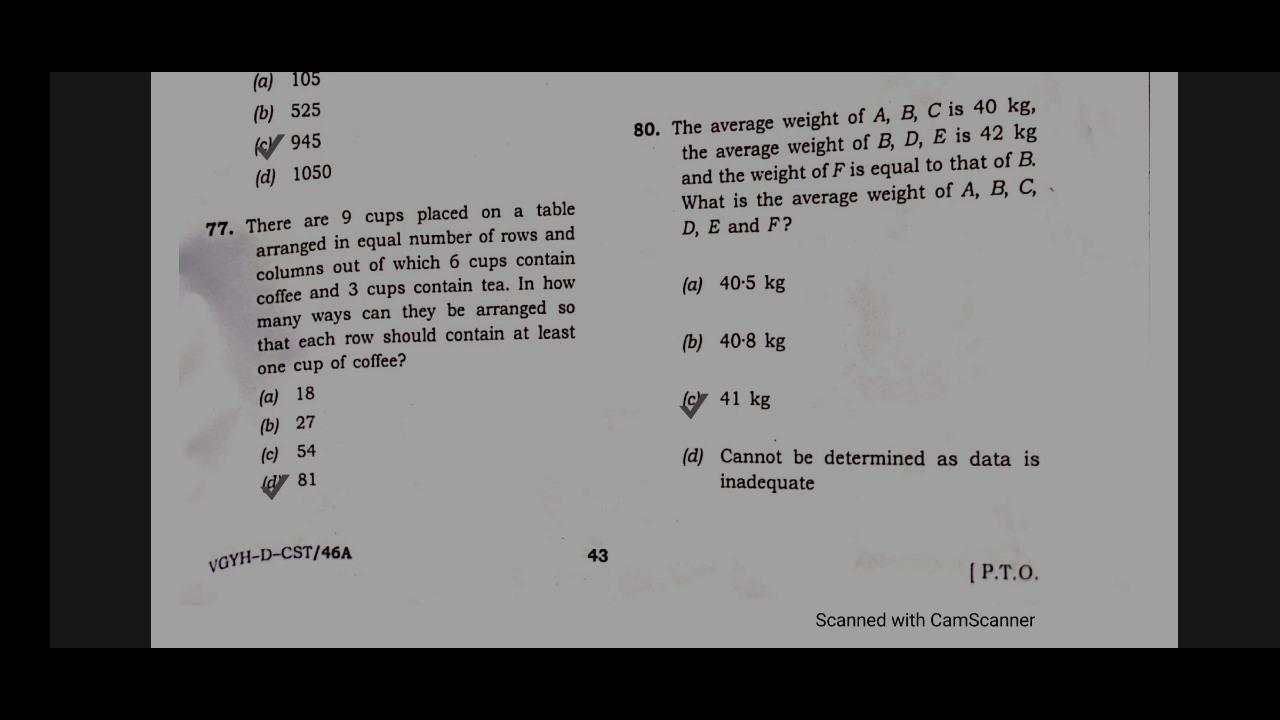 (a) 105
(b) 525
(c) 945
(d) 1050
77. There are 9 cups placed on a table
arranged in equal number of rows and
columns out of which 6 cups contain
coffee and 3 cups contain tea. In how
many ways can they be arranged so
that each row should contain at least
one cup of coffee?
(a) 18
(b) 27
(c) 54
(d) 81
80. The average weight of A, B, C is 40 kg,
the average weight of B, D, E is 42 kg
and the weight of F is equal to that of B.
What is the average weight of A, B, C,
D, E and F?
(a) 40·5 kg
(b) 40·8 kg
(c) 41 kg
(d) Cannot be determined as data is
inadequate
VGYH-D-CST/46A
43
[ P.T.O.
Scanned with CamScanner